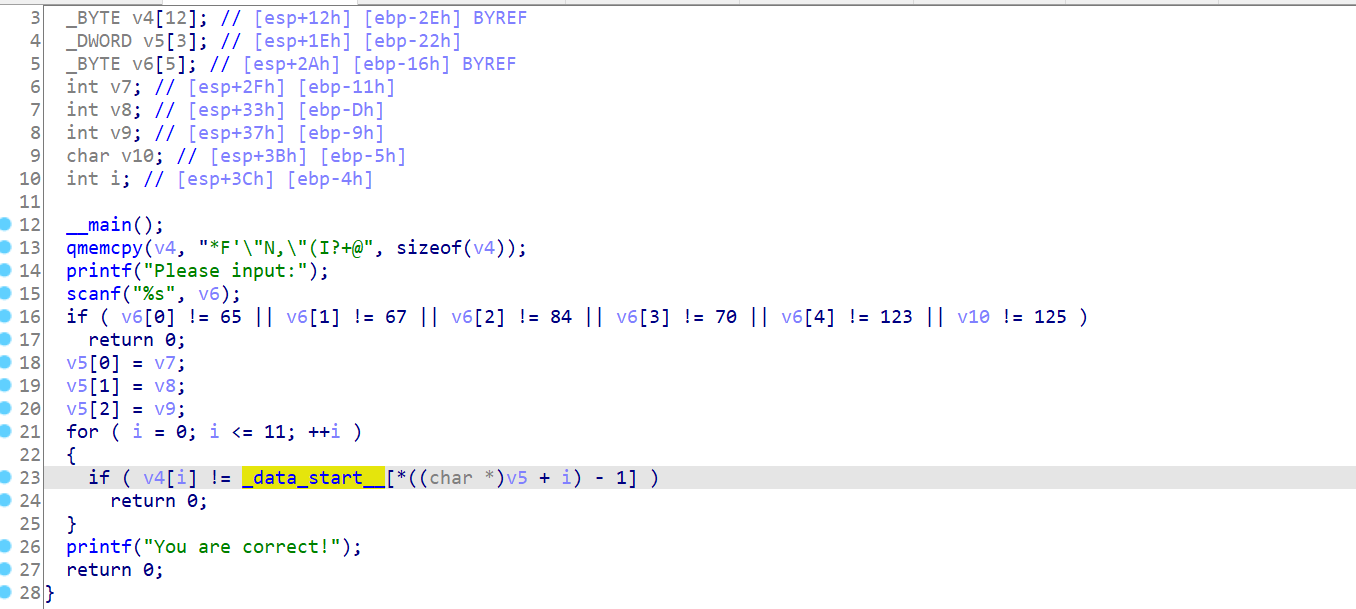 3 _BYTE v4[12]; // [esp+12h] [ebp-2Eh] BYREF
4 _DWORD v5[3]; // [esp+1Eh] [ebp-22h]
5 _BYTE v6[5]; // [esp+2Ah] [ebp-16h] BYREF
6 int v7; // [esp+2Fh] [ebp-11h]
7 int v8; // [esp+33h] [ebp-Dh]
8 int v9; // [esp+37h] [ebp-9h]
9 char v10; // [esp+3Bh] [ebp-5h]
10 int i; // [esp+3Ch] [ebp-4h]
11
12 __main();
13 qmemcpy(v4, "*F'\"N,\"(I?+@", sizeof(v4));
14 printf("Please input:");
15 scanf("%s", v6);
16 if ( v6[0] != 65 || v6[1] != 67 || v6[2] != 84 || v6[3] != 70 || v6[4] != 123 || v10 != 125 )
17 return 0;
18 v5[0] = v7;
19 v5[1] = v8;
20 v5[2] = v9;
21 for ( i = 0; i <= 11; ++i )
22 {
23 if ( v4[i] != _data_start__[*((char *)v5 + i) - 1] )
24 return 0;
25 }
26 printf("You are correct!");
27 return 0;
28 }